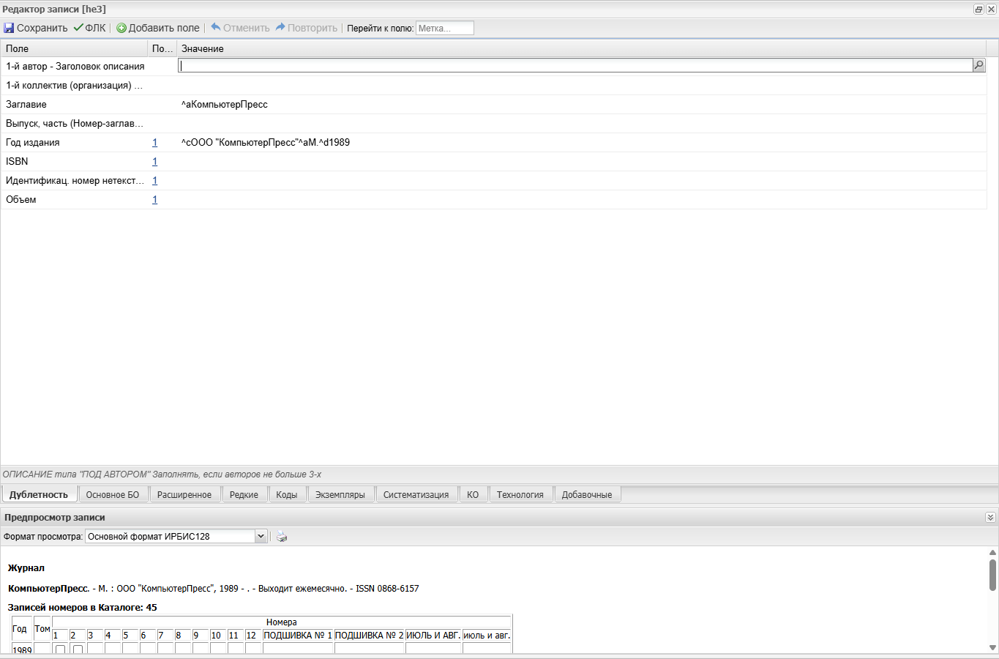 Редактор записи [he3]
Сохранить ФЛК Добавить поле Отменить Повторить Перейти к полю: Метка...
Поле По... Значение
1-й автор - Заголовок описания
1-й коллектив (организация) ...
Заглавие ^aКомпьютерПресс
Выпуск, часть (Номер-заглав...
Год издания 1 ^cООО "КомпьютерПресс"^aМ.^d1989
ISBN 1
Идентификац. номер нетекст... 1
Объем 1
ОПИСАНИЕ типа "ПОД АВТОРОМ" Заполнять, если авторов не больше 3-х
Дублетность Основное БО Расширенное Редкие Коды Экземпляры Систематизация КО Технология Добавочные
Предпросмотр записи
Формат просмотра: Основной формат ИРБИС128
Журнал
КомпьютерПресс. - М. : ООО "КомпьютерПресс", 1989 - . - Выходит ежемесячно. - ISSN 0868-6157
Записей номеров в Каталоге: 45
Год Том Номера
1 2 3 4 5 6 7 8 9 10 11 12 ПОДШИВКА № 1 ПОДШИВКА № 2 ИЮЛЬ И АВГ. июль и авг.
1989